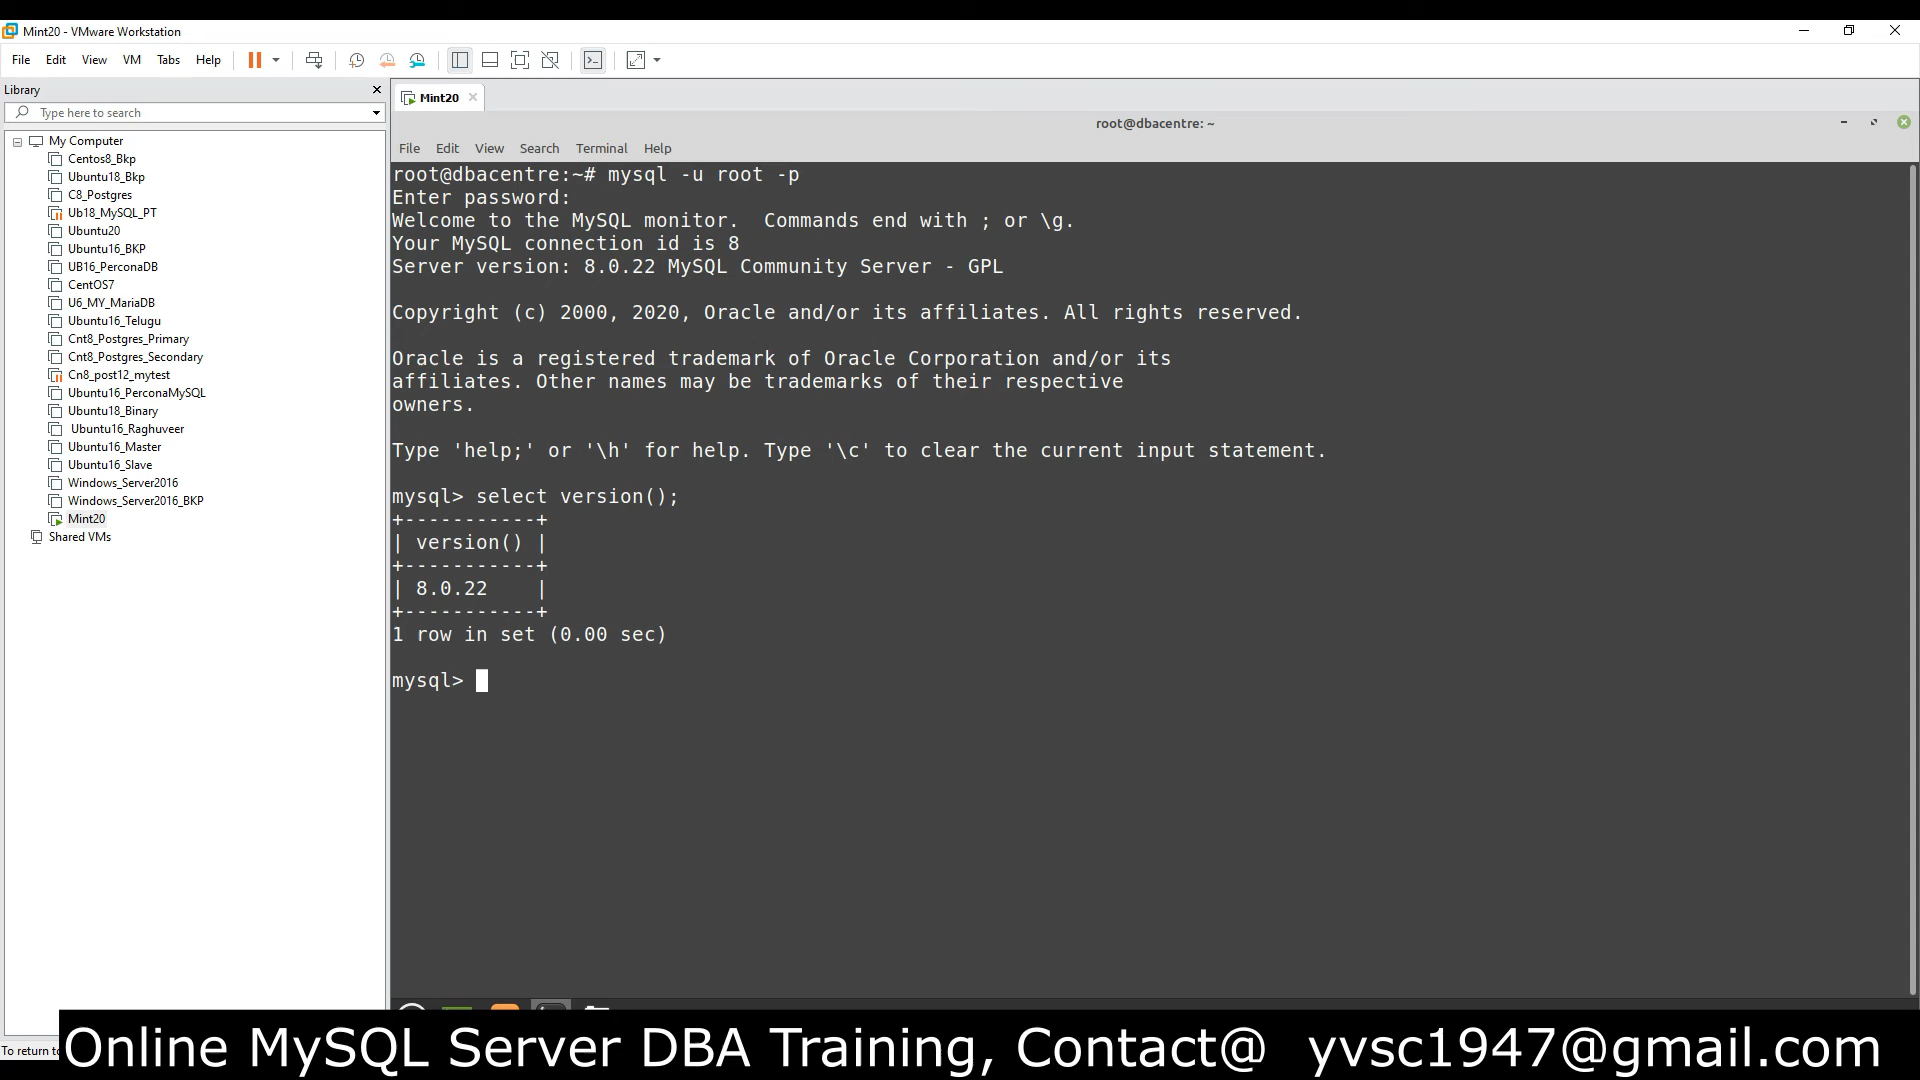 Mint20 - VMware Workstation
File Edit View VM Tabs Help
Library
Type here to search
My Computer
Centos8_Bkp
Ubuntu18_Bkp
C8_Postgres
Ub18_MySQL_PT
Ubuntu20
Ubuntu16_BKP
UB16_PerconaDB
CentOS7
U6_MY_MariaDB
Ubuntu16_Telugu
Cnt8_Postgres_Primary
Cnt8_Postgres_Secondary
Cn8_post12_mytest
Ubuntu16_PerconaMySQL
Ubuntu18_Binary
Ubuntu16_Raghuveer
Ubuntu16_Master
Ubuntu16_Slave
Windows_Server2016
Windows_Server2016_BKP
Mint20
Shared VMs
Mint20
root@dbacentre: ~
File Edit View Search Terminal Help
root@dbacentre:~# mysql -u root -p
Enter password:
Welcome to the MySQL monitor.  Commands end with ; or \g.
Your MySQL connection id is 8
Server version: 8.0.22 MySQL Community Server - GPL
Copyright (c) 2000, 2020, Oracle and/or its affiliates. All rights reserved.
Oracle is a registered trademark of Oracle Corporation and/or its
affiliates. Other names may be trademarks of their respective
owners.
Type 'help;' or '\h' for help. Type '\c' to clear the current input statement.
mysql> select version();
+-----------+
| version() |
+-----------+
| 8.0.22    |
+-----------+
1 row in set (0.00 sec)
mysql>
To return to
Online MySQL Server DBA Training, Contact@ yvsc1947@gmail.com